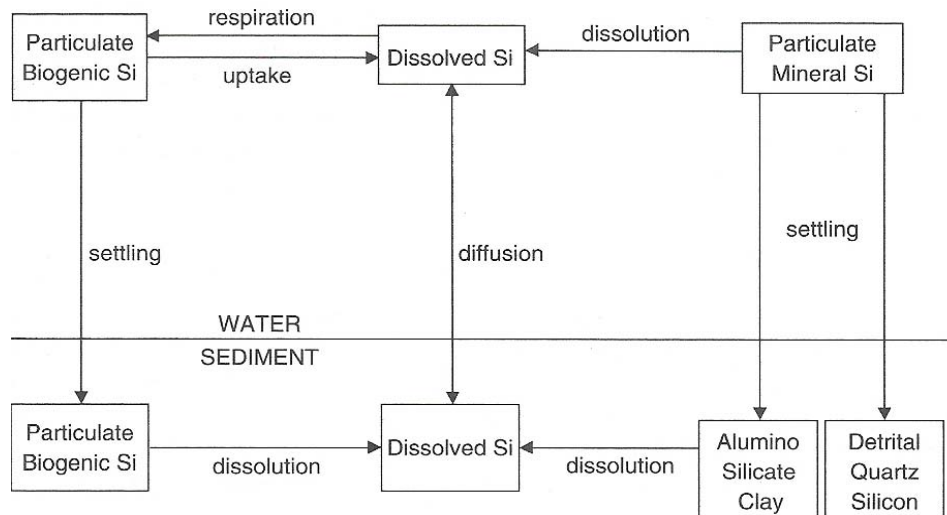 respiration
Particulate
Biogenic Si
uptake
Dissolved Si
dissolution
Particulate
Mineral Si
settling
diffusion
settling
WATER
SEDIMENT
Particulate
Biogenic Si
dissolution
Dissolved Si
dissolution
Alumino
Silicate
Clay
Detrital
Quartz
Silicon